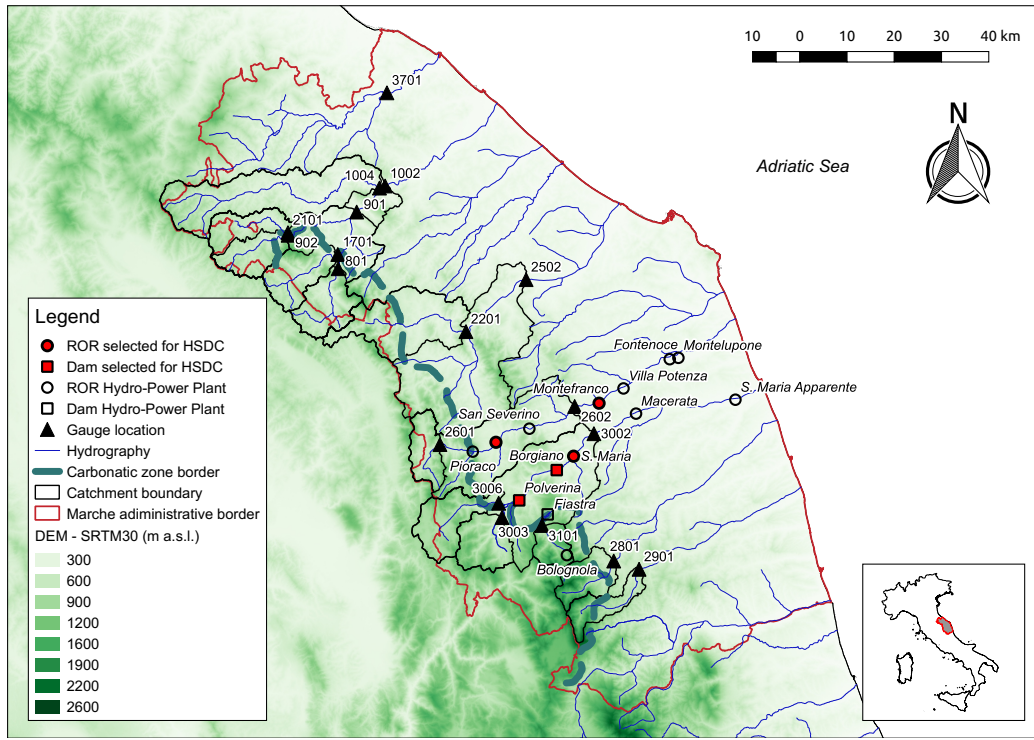 10 0 10 20 30 40 km
3701
N
Adriatic Sea
1004
1002
901
2101
902
1701
801
2502
2201
Fontenoce
Montelupone
Villa Potenza
S. Maria Apparente
Montefranco
Macerata
San Severino
2602
2601
3002
Pioraco
Borgiano
S. Maria
3006
Polverina
Fiastra
3003
3101
Bolognola
2801
2901
Legend
ROR selected for HSDC
Dam selected for HSDC
ROR Hydro-Power Plant
Dam Hydro-Power Plant
Gauge location
Hydrography
Carbonatic zone border
Catchment boundary
Marche adiministrative border
DEM - SRTM30 (m a.s.l.)
300
600
900
1200
1600
1900
2200
2600